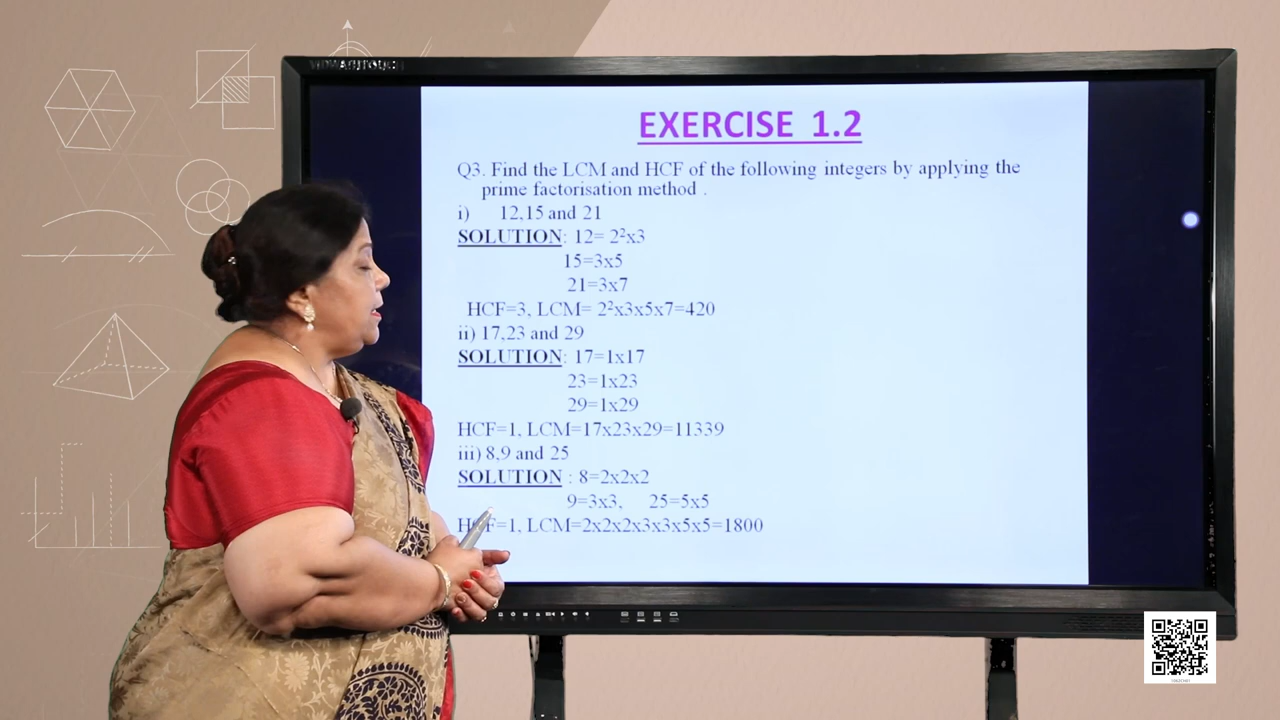 EXERCISE 1.2
Q3. Find the LCM and HCF of the following integers by applying the
prime factorisation method .
i) 12,15 and 21
SOLUTION: 12= 2²x3
15=3x5
21=3x7
HCF=3, LCM= 2²x3x5x7=420
ii) 17,23 and 29
SOLUTION: 17=1x17
23=1x23
29=1x29
HCF=1, LCM=17x23x29=11339
iii) 8,9 and 25
SOLUTION : 8=2x2x2
9=3x3, 25=5x5
HCF=1, LCM=2x2x2x3x3x5x5=1800